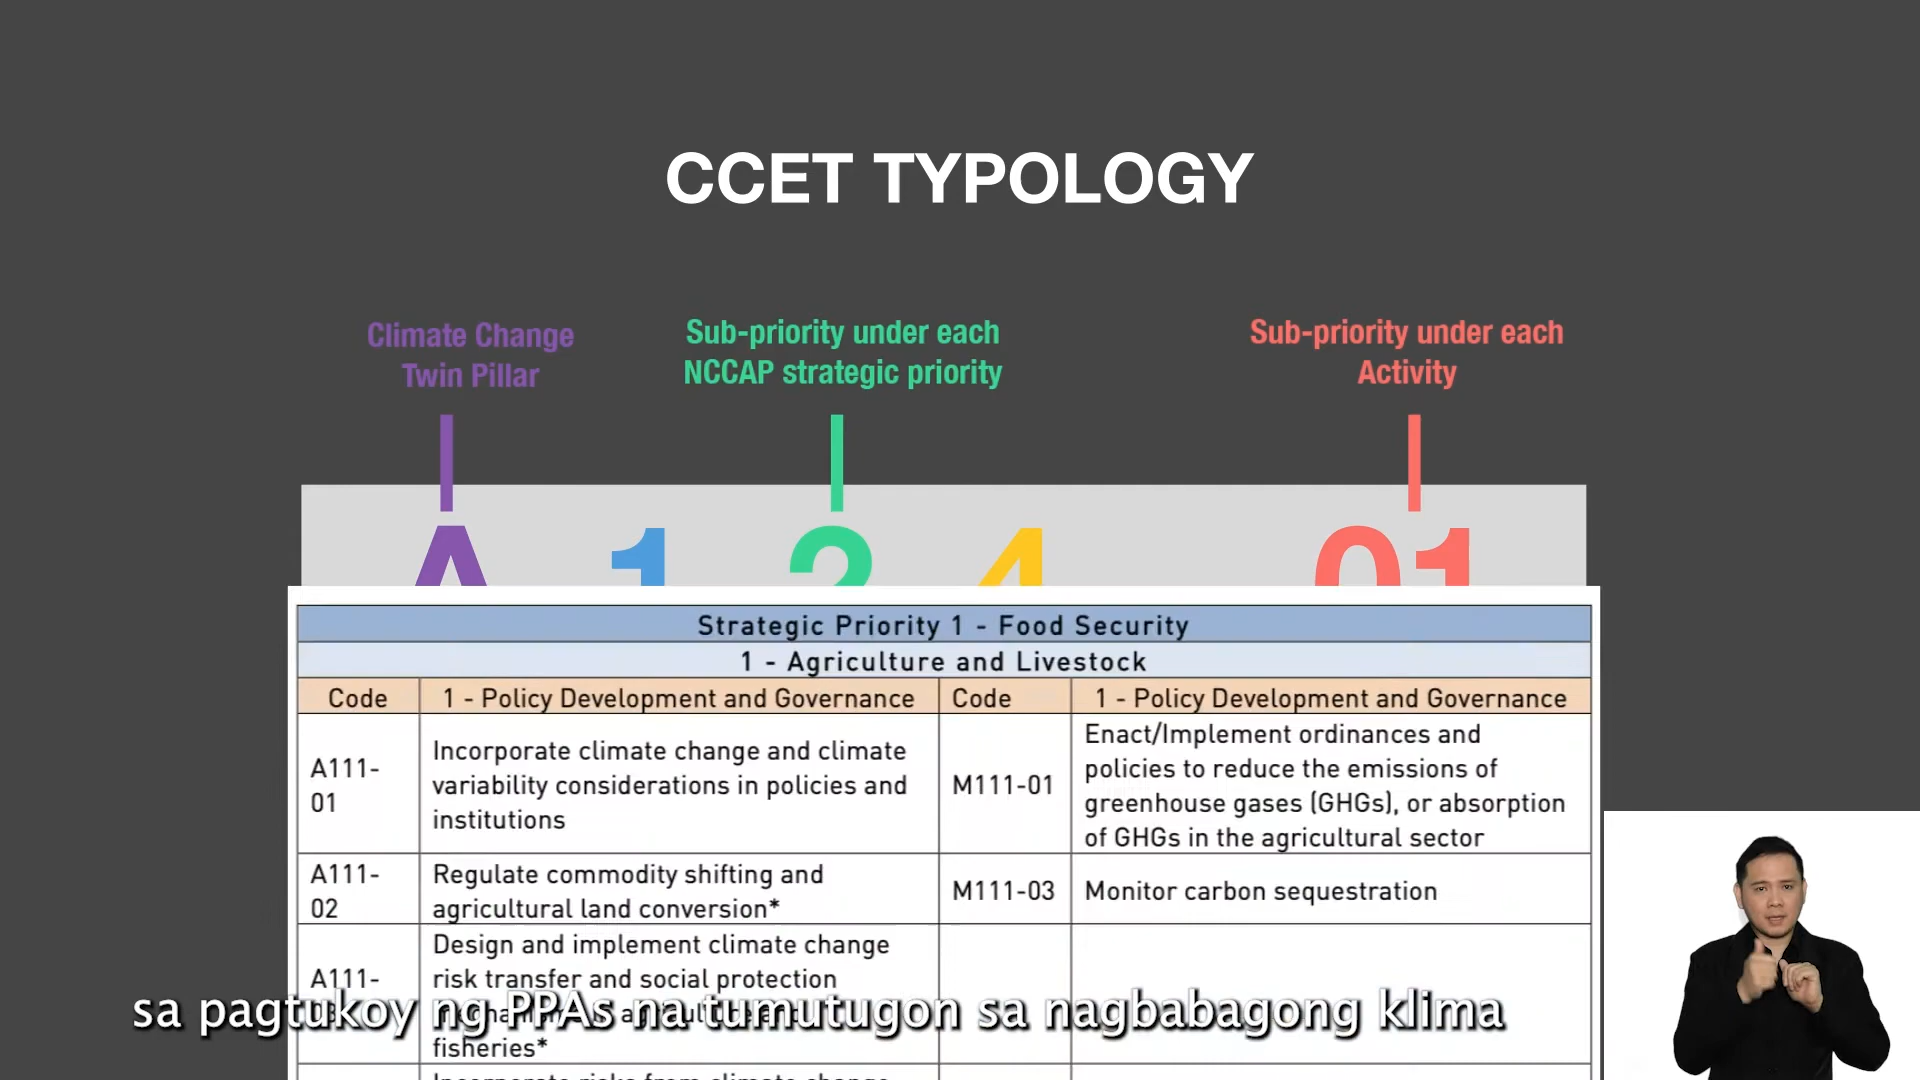 CCET TYPOLOGY
Climate Change
Twin Pillar
Sub-priority under each
NCCAP strategic priority
Sub-priority under each
Activity
A 1 2 4 01
Strategic Priority 1 - Food Security
1 - Agriculture and Livestock
Code
1 - Policy Development and Governance
Code
1 - Policy Development and Governance
A111-
01
Incorporate climate change and climate
variability considerations in policies and
institutions
M111-01
Enact/Implement ordinances and
policies to reduce the emissions of
greenhouse gases (GHGs), or absorption
of GHGs in the agricultural sector
A111-
02
Regulate commodity shifting and
agricultural land conversion*
M111-03
Monitor carbon sequestration
A111-
Design and implement climate change
risk transfer and social protection
fisheries*
sa pagtukoy ng PPAs na tumutugon sa nagbabagong klima